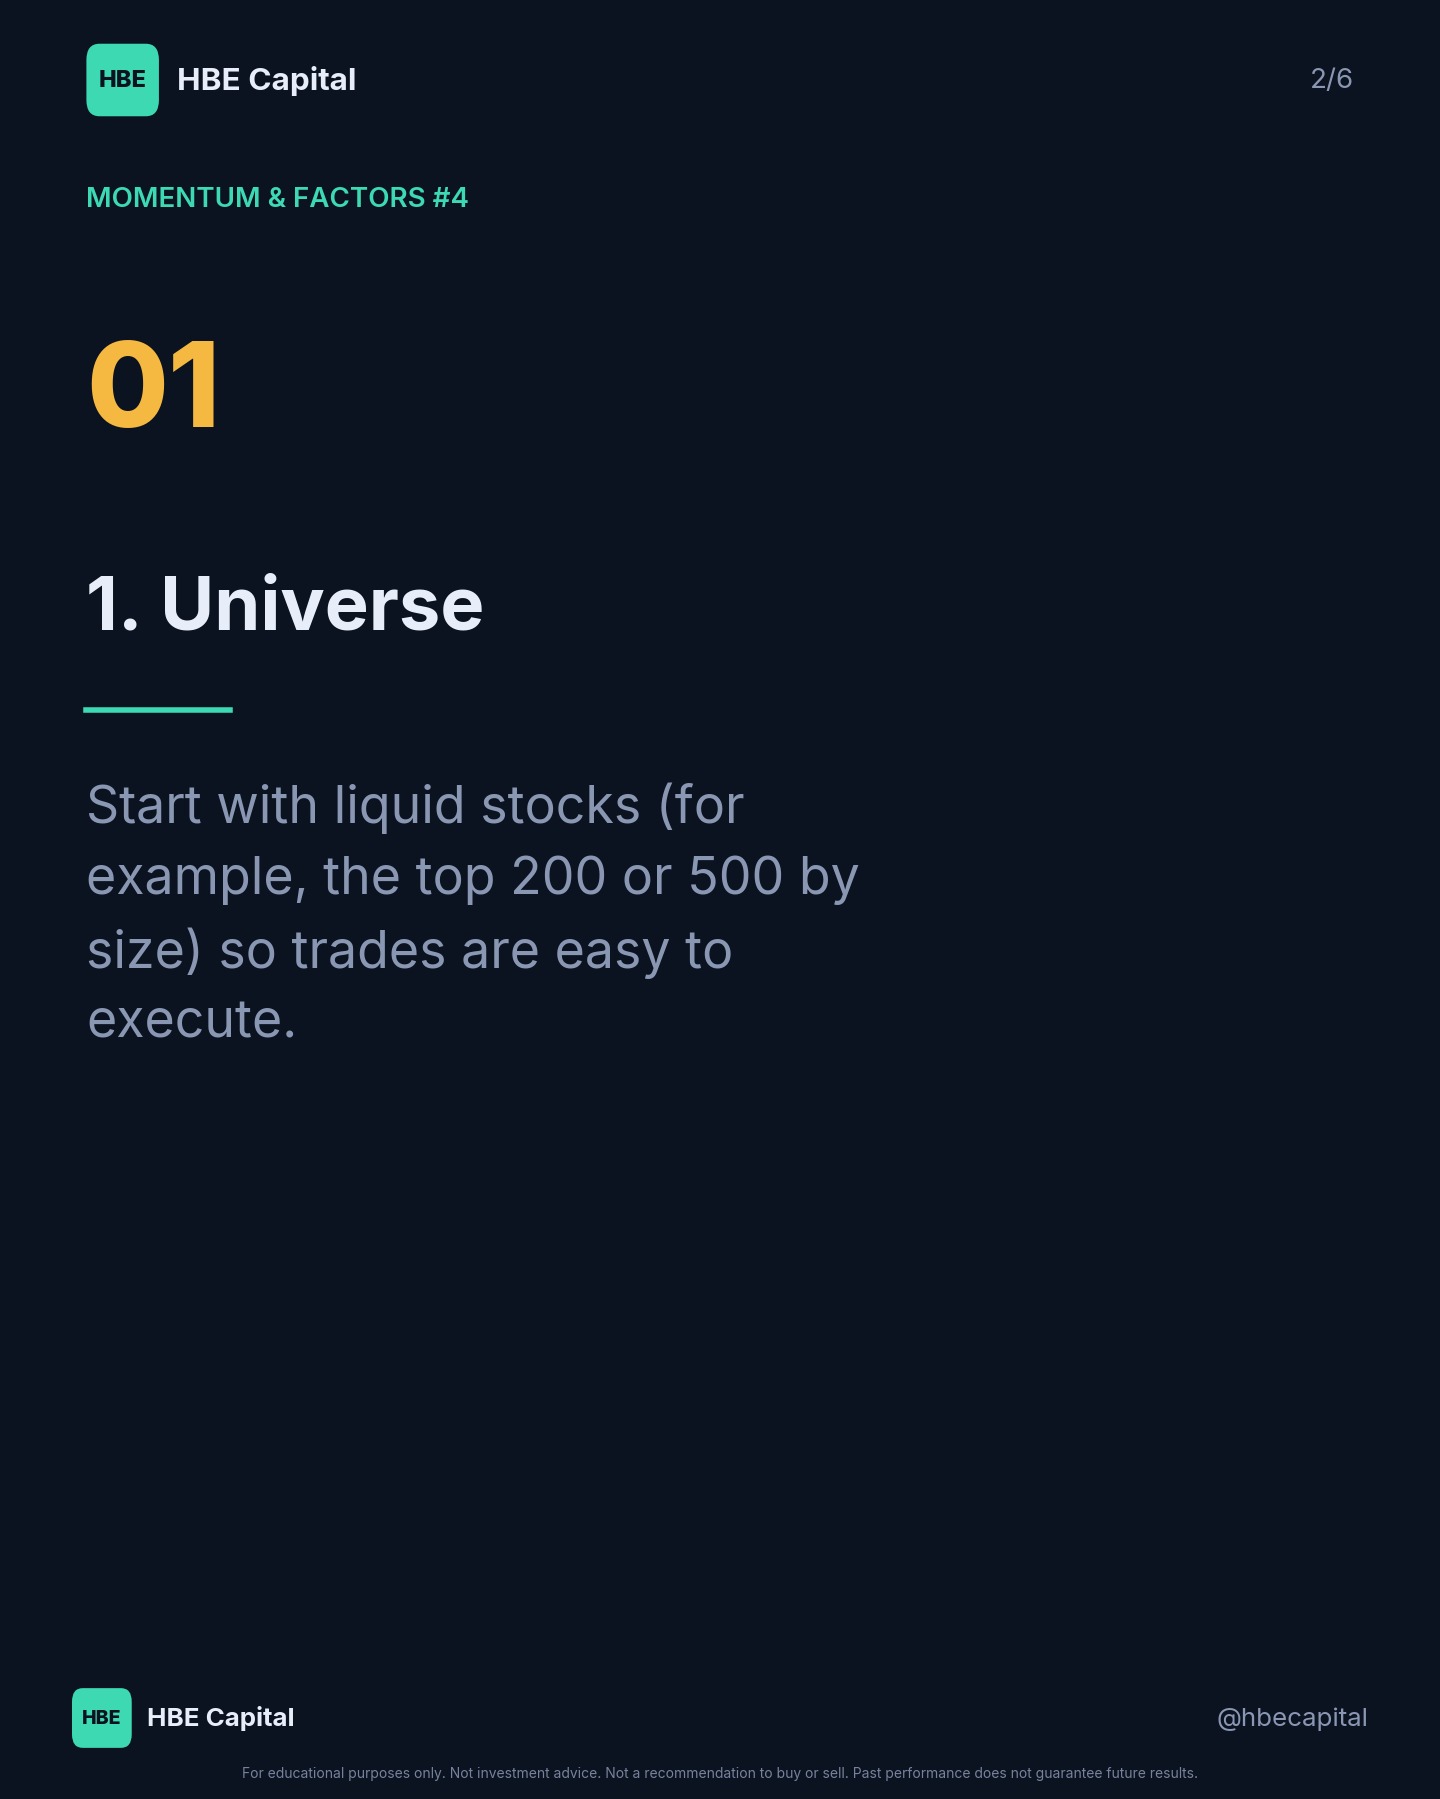 HBE
HBE Capital
2/6
MOMENTUM & FACTORS #4
01
1. Universe
Start with liquid stocks (for
example, the top 200 or 500 by
size) so trades are easy to
execute.
HBE
HBE Capital
@hbecapital
For educational purposes only. Not investment advice. Not a recommendation to buy or sell. Past performance does not guarantee future results.